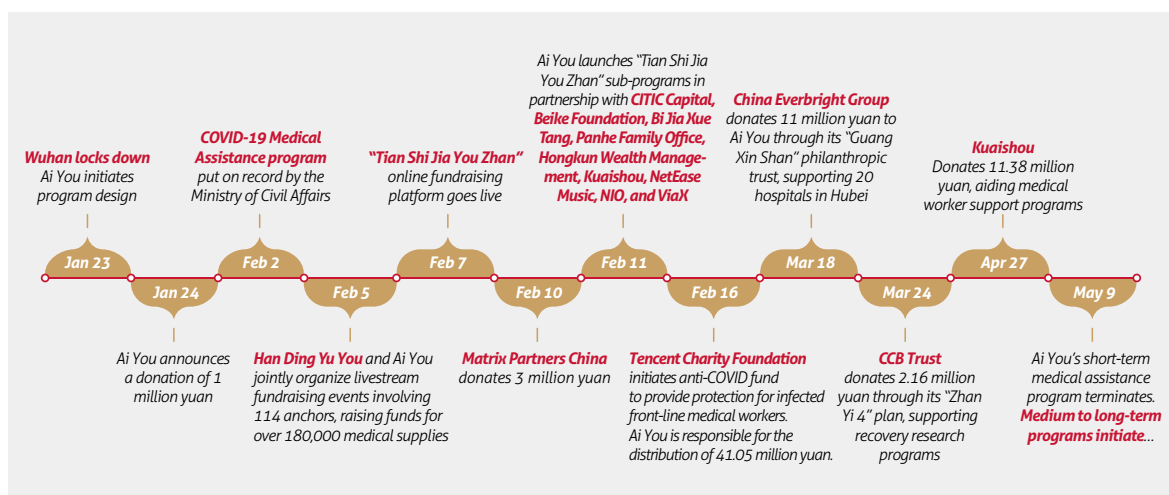 Wuhan locks down
Ai You initiates
program design
Jan 23
Jan 24
Ai You announces
a donation of 1
million yuan
COVID-19 Medical
Assistance program
put on record by the
Ministry of Civil Affairs
Feb 2
Feb 5
Han Ding Yu You and Ai You
jointly organize livestream
fundraising events involving
114 anchors, raising funds for
over 180,000 medical supplies
“Tian Shi Jia You Zhan”
online fundraising
platform goes live
Feb 7
Feb 10
Matrix Partners China
donates 3 million yuan
Ai You launches “Tian Shi Jia
You Zhan” sub-programs in
partnership with CITIC Capital,
Beike Foundation, Bi Jia Xue
Tang, Panhe Family Office,
Hongkun Wealth Manage-
ment, Kuaishou, NetEase
Music, NIO, and ViaX
Feb 11
Feb 16
Tencent Charity Foundation
initiates anti-COVID fund
to provide protection for infected
front-line medical workers.
Ai You is responsible for the
distribution of 41.05 million yuan.
China Everbright Group
donates 11 million yuan to
Ai You through its “Guang
Xin Shan” philanthropic
trust, supporting 20
hospitals in Hubei
Mar 18
Mar 24
CCB Trust
donates 2.16 million
yuan through its “Zhan
Yi 4” plan, supporting
recovery research
programs
Kuaishou
Donates 11.38 million
yuan, aiding medical
worker support programs
Apr 27
May 9
Ai You’s short-term
medical assistance
program terminates.
Medium to long-term
programs initiate...